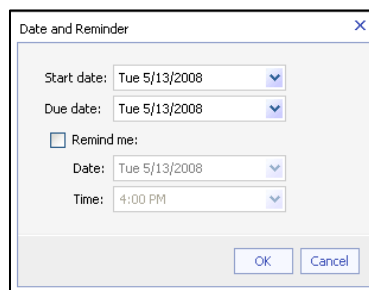 Date and Reminder
Start date: Tue 5/13/2008
Due date: Tue 5/13/2008
Remind me:
Date: Tue 5/13/2008
Time: 4:00 PM
OK Cancel